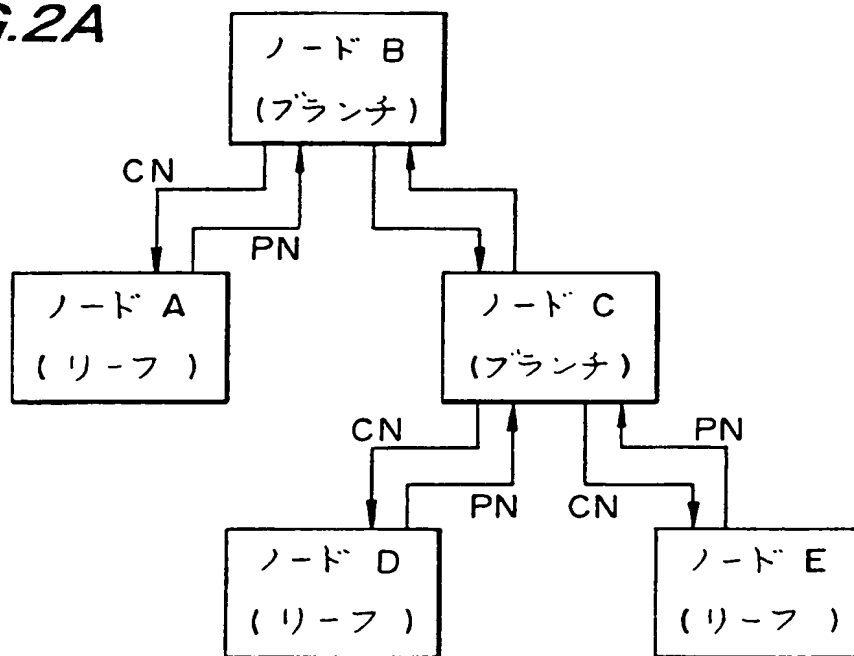 G.2A
ノード B
(ブランチ)
CN
PN
ノード A
(リーフ)
ノード C
(ブランチ)
CN
PN
PN
CN
ノード D
(リーフ)
ノード E
(リーフ)